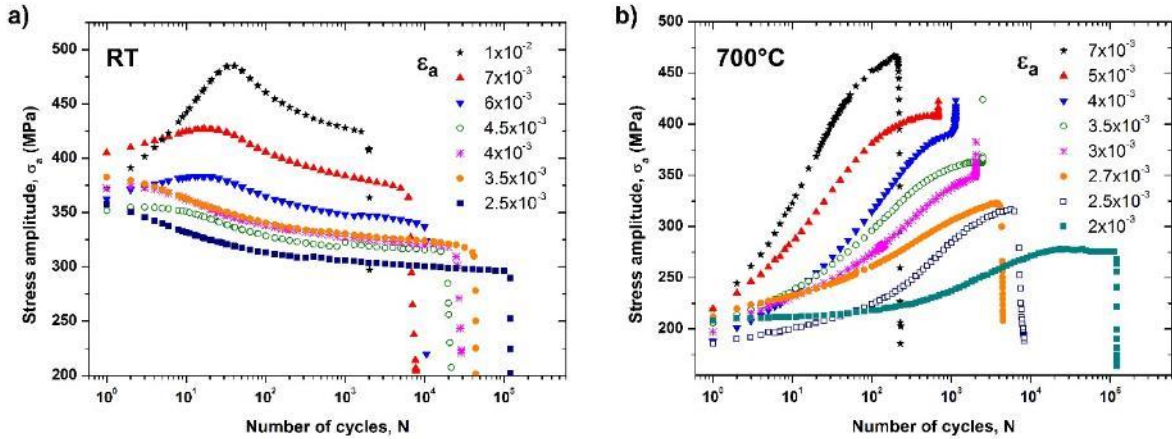 a)
RT
εa
1x10⁻²
7x10⁻³
6x10⁻³
4.5x10⁻³
4x10⁻³
3.5x10⁻³
2.5x10⁻³
500
450
400
350
300
250
200
Stress amplitude, σa (MPa)
10⁰ 10¹ 10² 10³ 10⁴ 10⁵
Number of cycles, N
b)
700°C
εa
7x10⁻³
5x10⁻³
4x10⁻³
3.5x10⁻³
3x10⁻³
2.7x10⁻³
2.5x10⁻³
2x10⁻³
500
450
400
350
300
250
200
Stress amplitude, σa (MPa)
10⁰ 10¹ 10² 10³ 10⁴ 10⁵
Number of cycles, N